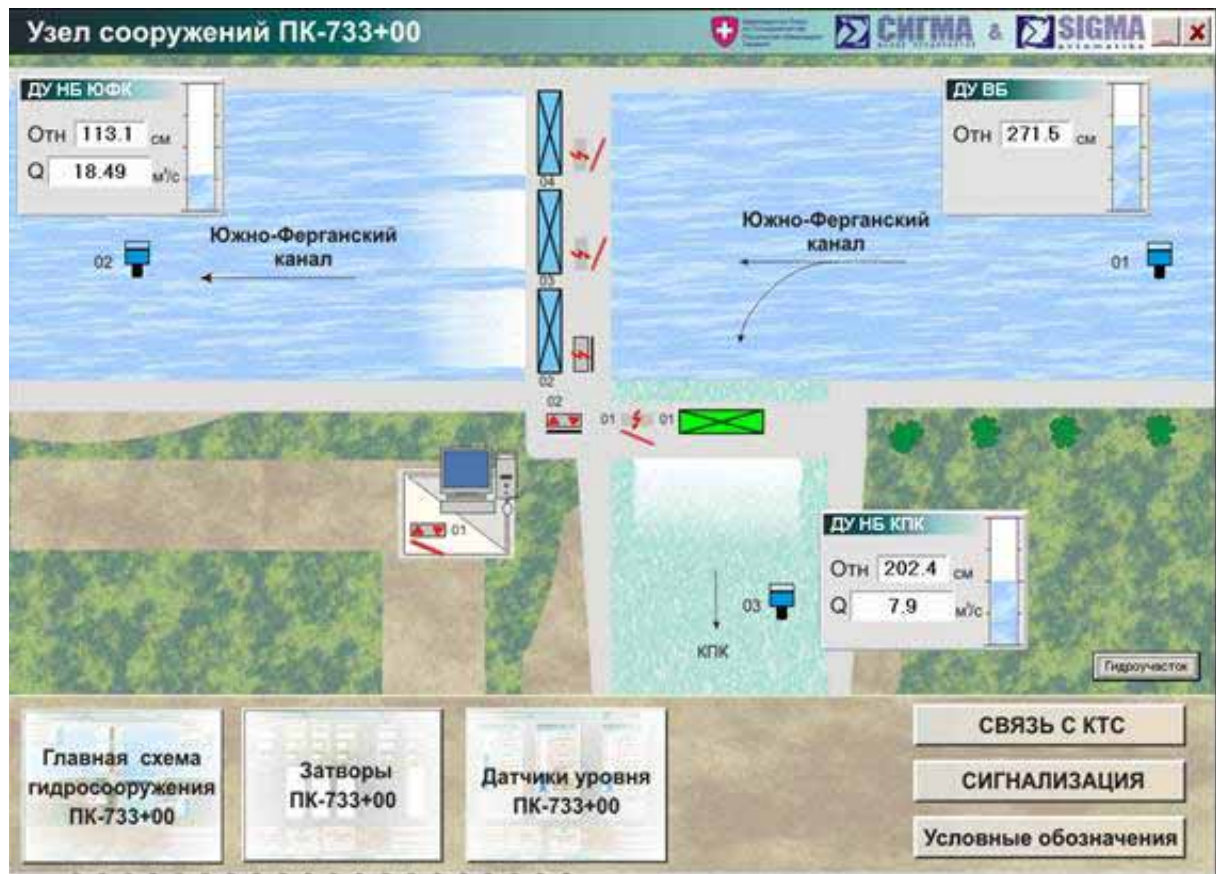 Узел сооружений ПК-733+00
СИГМА & SIGMA
ДУ НБ ЮФК
Отн 113.1 см
Q 18.49 м³/с
ДУ ВБ
Отн 271.5 см
04
Южно-Ферганский
канал
02
Южно-Ферганский
канал
01
03
02
02
01 01
01
ДУ НБ КПК
Отн 202.4 см
Q 7.9 м³/с
03
КПК
Гидроучасток
Главная схема
гидросооружения
ПК-733+00
Затворы
ПК-733+00
Датчики уровня
ПК-733+00
СВЯЗЬ С КТС
СИГНАЛИЗАЦИЯ
Условные обозначения